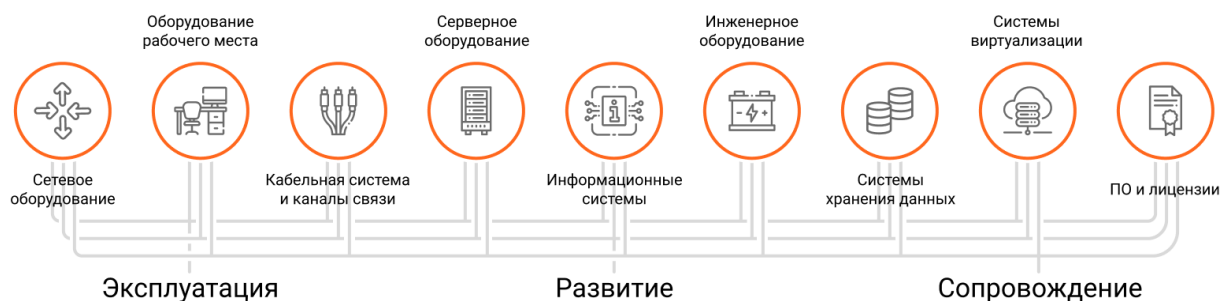 Оборудование
рабочего места
Серверное
оборудование
Инженерное
оборудование
Системы
виртуализации
Сетевое
оборудование
Кабельная система
и каналы связи
Информационные
системы
Системы
хранения данных
ПО и лицензии
Эксплуатация
Развитие
Сопровождение